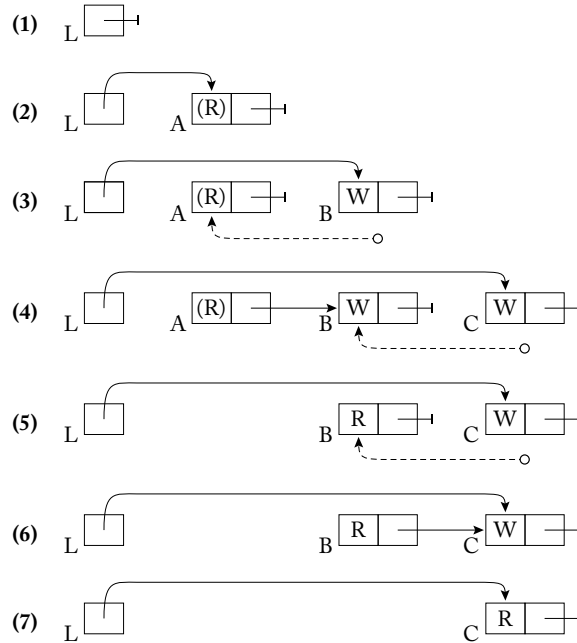 (1) L
(2) L A (R)
(3) L A (R) B W
(4) L A (R) B W C W
(5) L B R C W
(6) L B R C W
(7) L C R